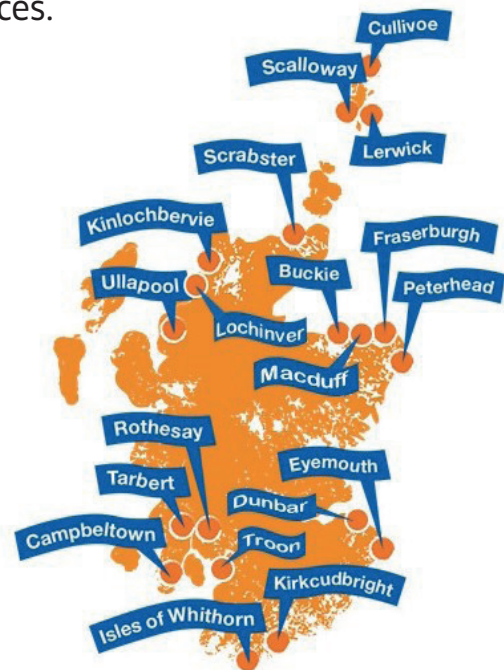 ces.
Cullivoe
Scalloway
Lerwick
Scrabster
Kinlochbervie
Fraserburgh
Buckie
Ullapool
Peterhead
Lochinver
Macduff
Rothesay
Eyemouth
Tarbert
Dunbar
Campbeltown
Troon
Kirkcudbright
Isles of Whithorn